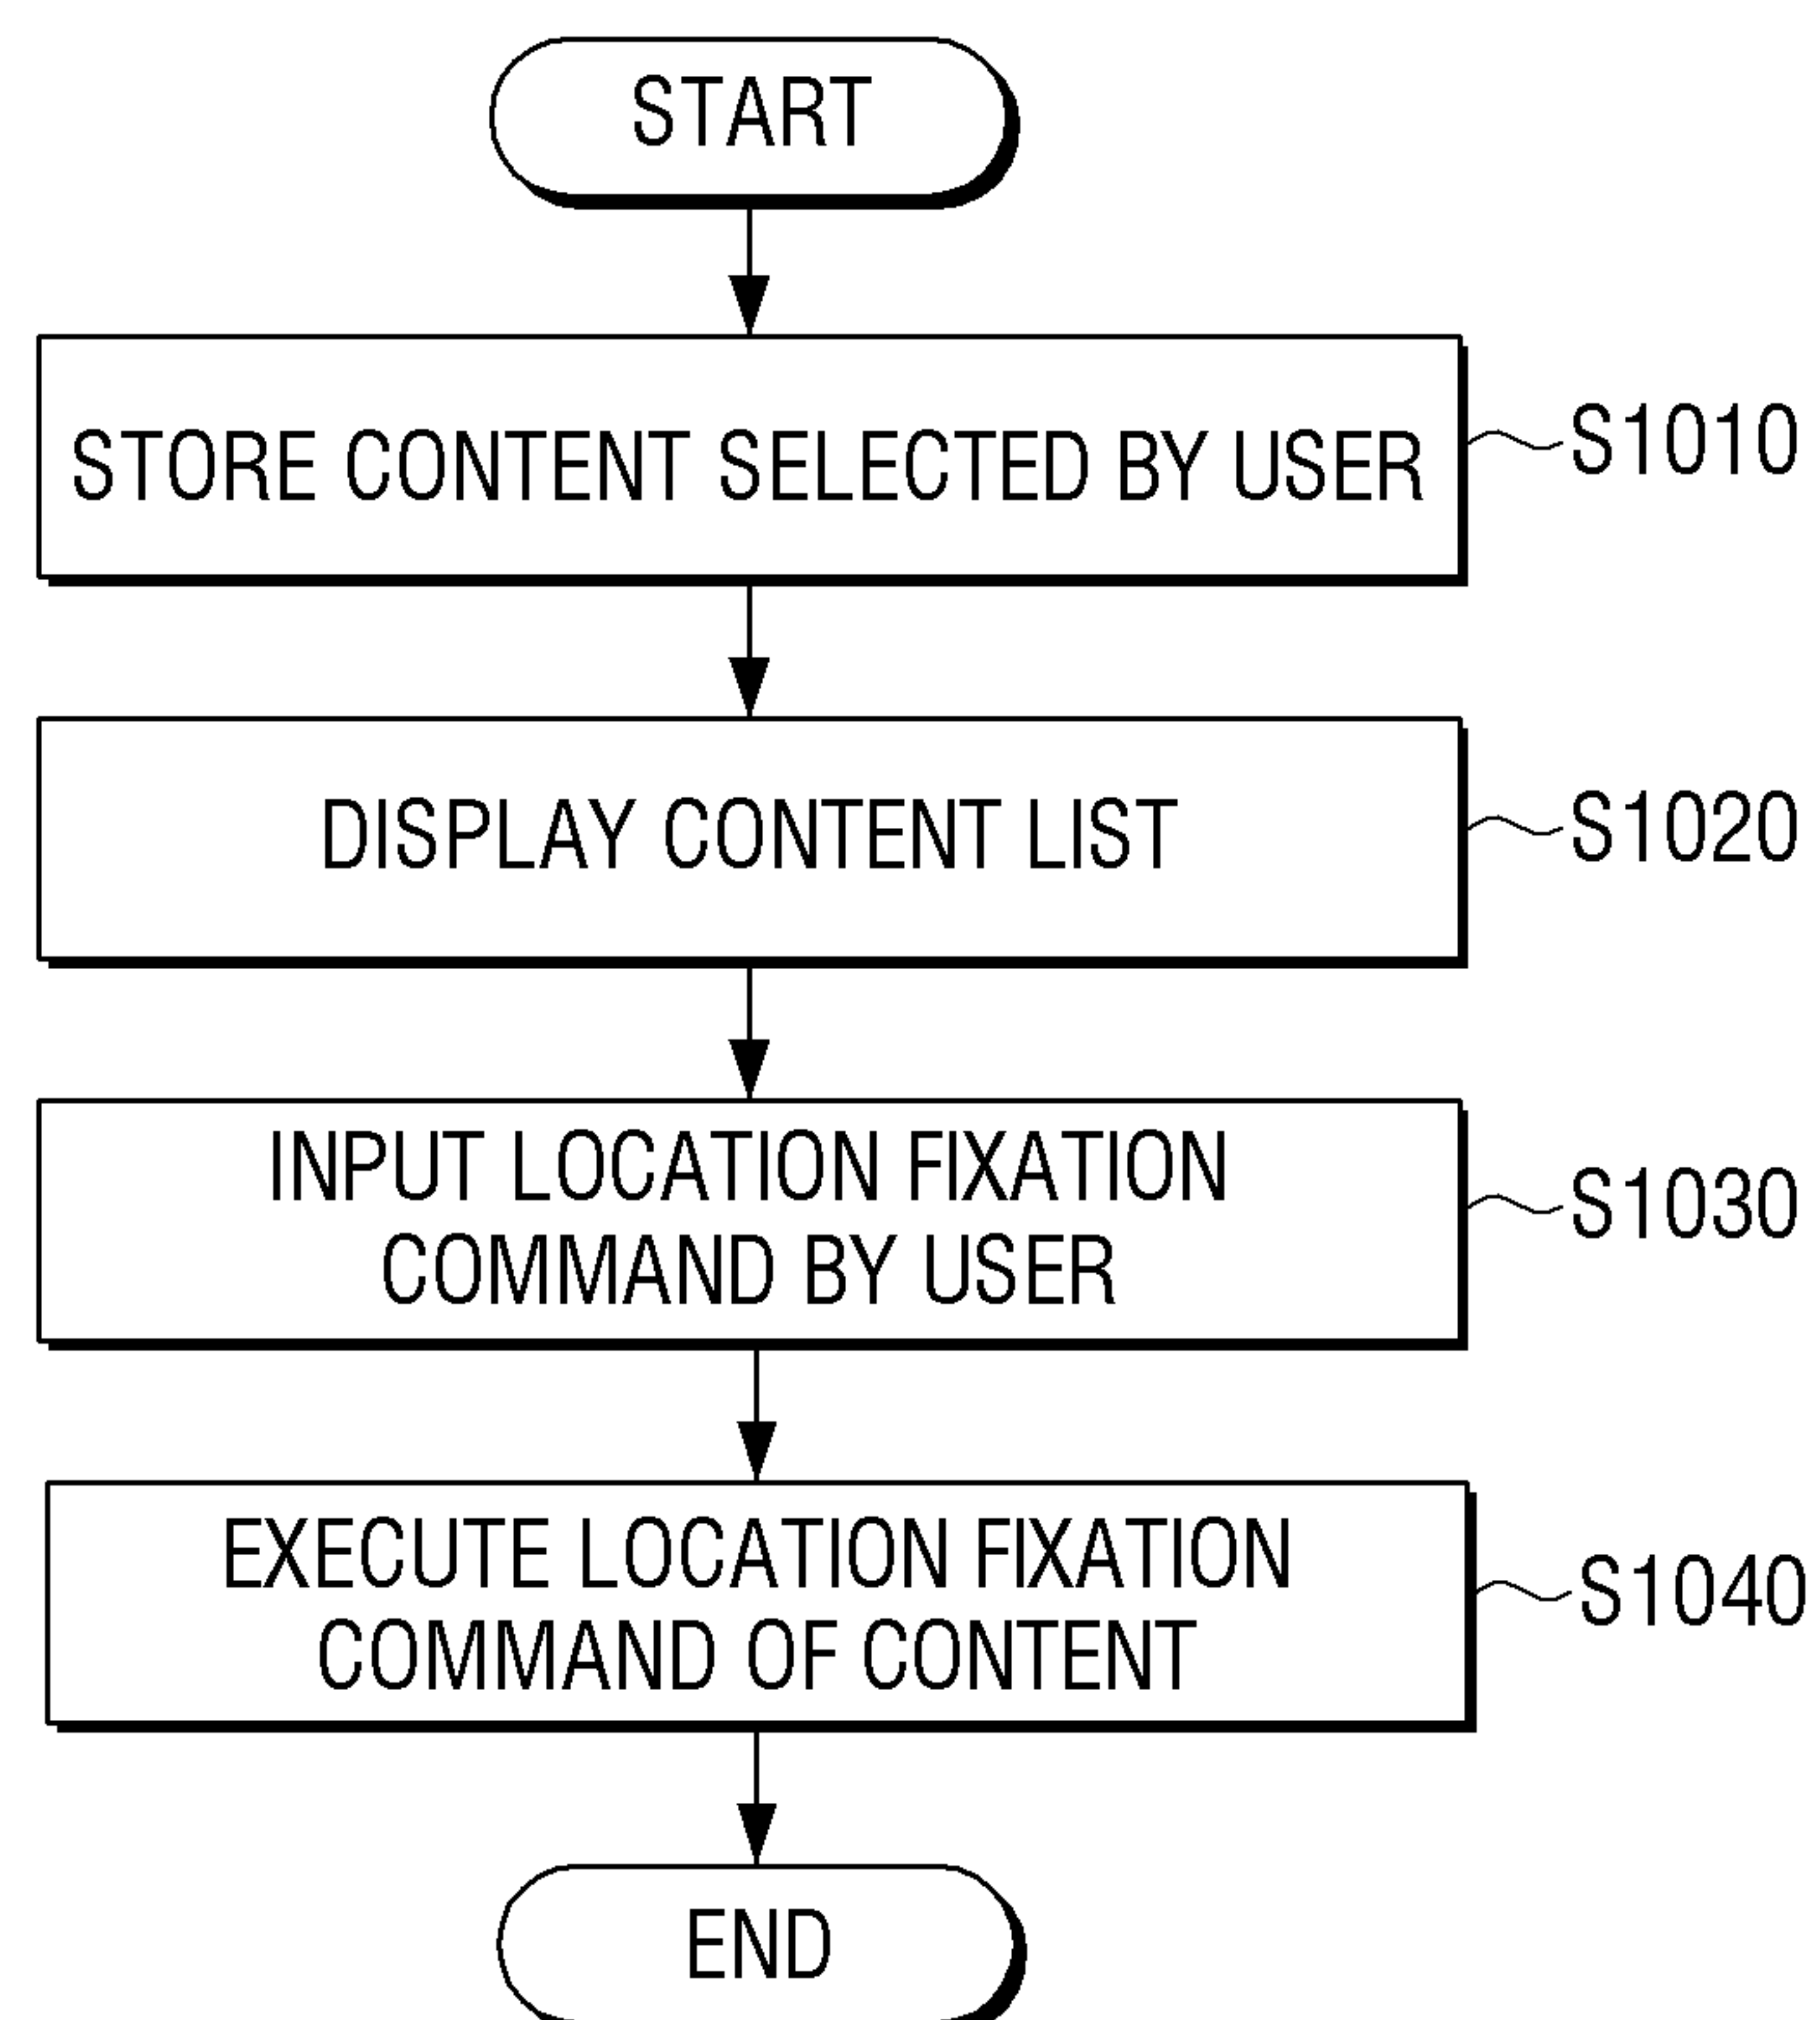 START
STORE CONTENT SELECTED BY USER
S1010
DISPLAY CONTENT LIST
S1020
INPUT LOCATION FIXATION
COMMAND BY USER
S1030
EXECUTE LOCATION FIXATION
COMMAND OF CONTENT
S1040
END